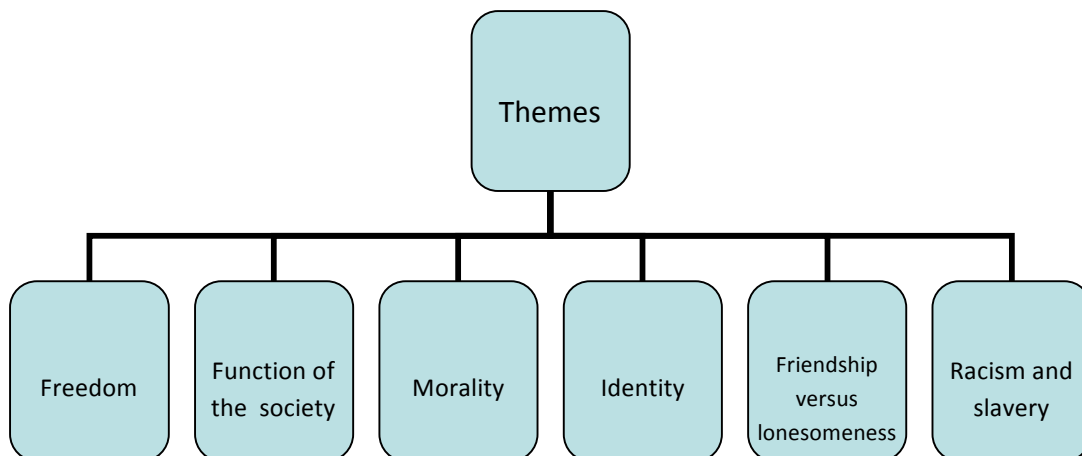 Themes
Freedom
Function of
the society
Morality
Identity
Friendship
versus
lonesomeness
Racism and
slavery